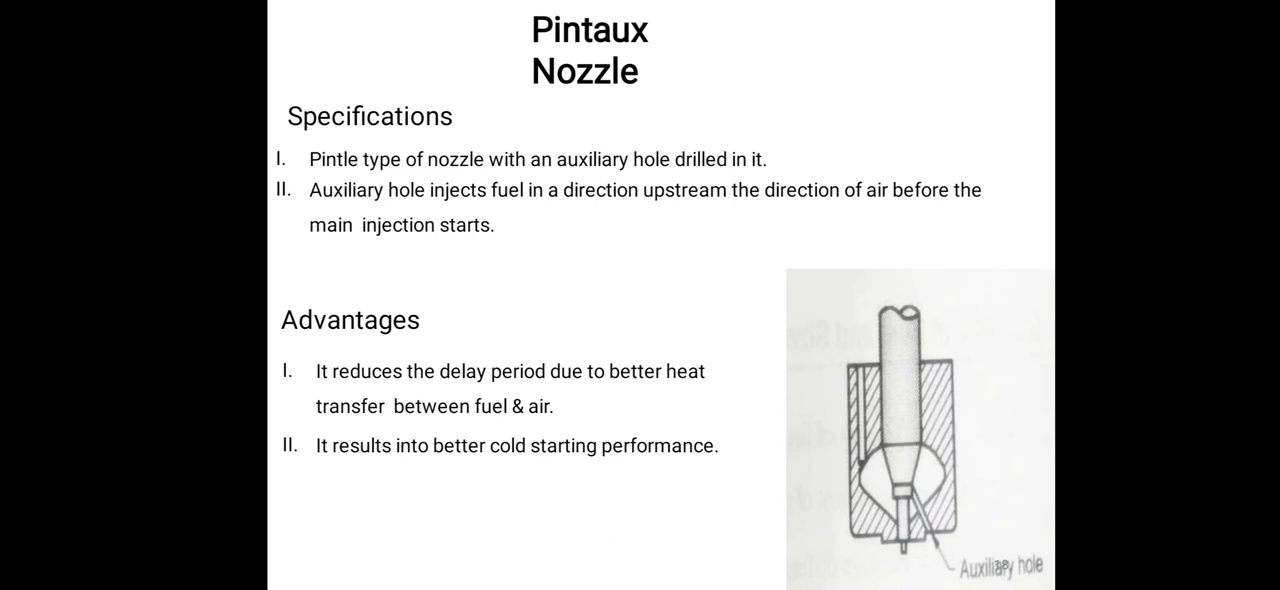 Pintaux
Nozzle
Specifications
I. Pintle type of nozzle with an auxiliary hole drilled in it.
II. Auxiliary hole injects fuel in a direction upstream the direction of air before the
main injection starts.
Advantages
I. It reduces the delay period due to better heat
transfer between fuel & air.
II. It results into better cold starting performance.
Auxiliary hole
18